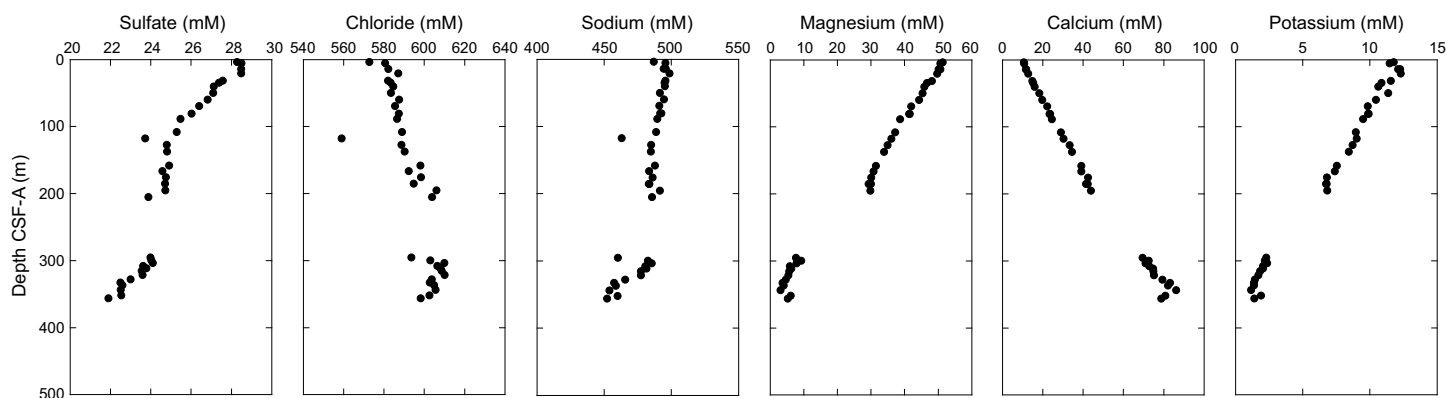 Sulfate (mM) Chloride (mM) Sodium (mM) Magnesium (mM) Calcium (mM) Potassium (mM)
20 22 24 26 28 30 540 560 580 600 620 640 400 450 500 550 0 10 20 30 40 50 60 0 20 40 60 80 100 0 5 10 15
0
100
200
300
400
500
Depth CSF-A (m)